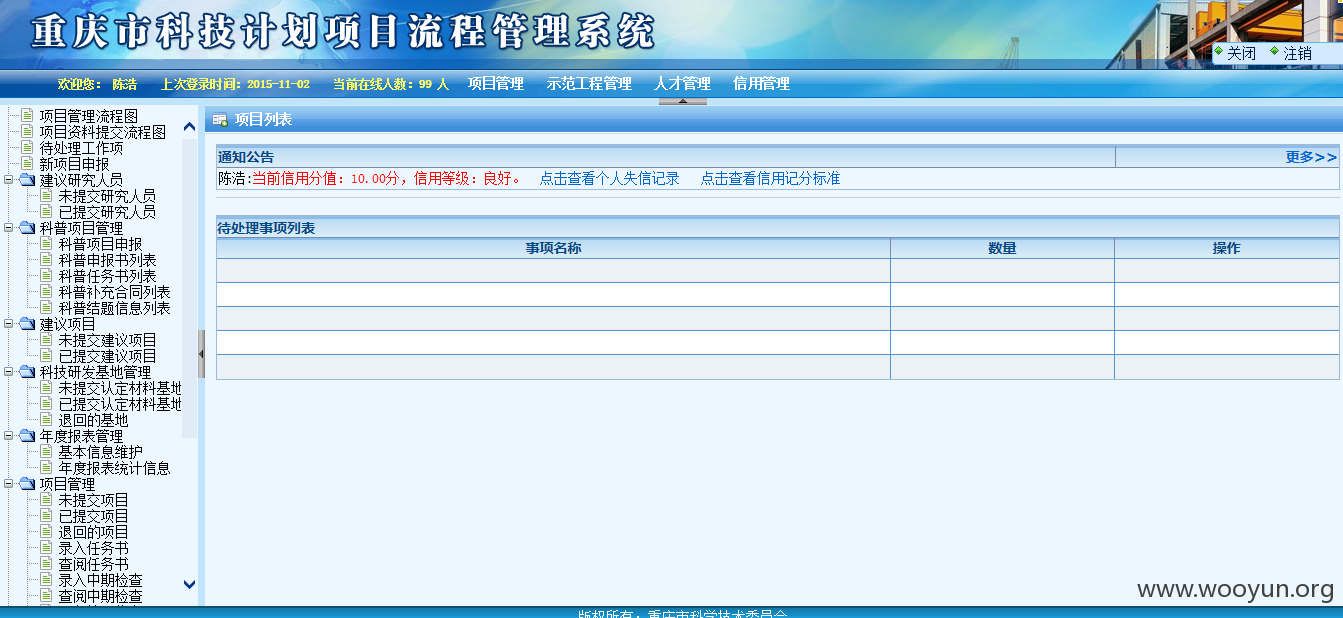 重庆市科技计划项目流程管理系统
关闭 注销
欢迎您： 陈浩 上次登录时间：2015-11-02 当前在线人数：99 人 项目管理 示范工程管理 人才管理 信用管理
项目管理流程图
项目资料提交流程图
待处理工作项
新项目申报
建议研究人员
未提交研究人员
已提交研究人员
科普项目管理
科普项目申报
科普申报书列表
科普任务书列表
科普补充合同列表
科普结题信息列表
建议项目
未提交建议项目
已提交建议项目
科技研发基地管理
未提交认定材料基地
已提交认定材料基地
退回的基地
年度报表管理
基本信息维护
年度报表统计信息
项目管理
未提交项目
已提交项目
退回的项目
录入任务书
查阅任务书
录入中期检查
查阅中期检查
项目列表
通知公告 更多>>
陈浩:当前信用分值：10.00分，信用等级：良好。 点击查看个人失信记录 点击查看信用记分标准
待处理事项列表
事项名称 数量 操作
www.wooyun.org
版权所有：重庆市科学技术委员会